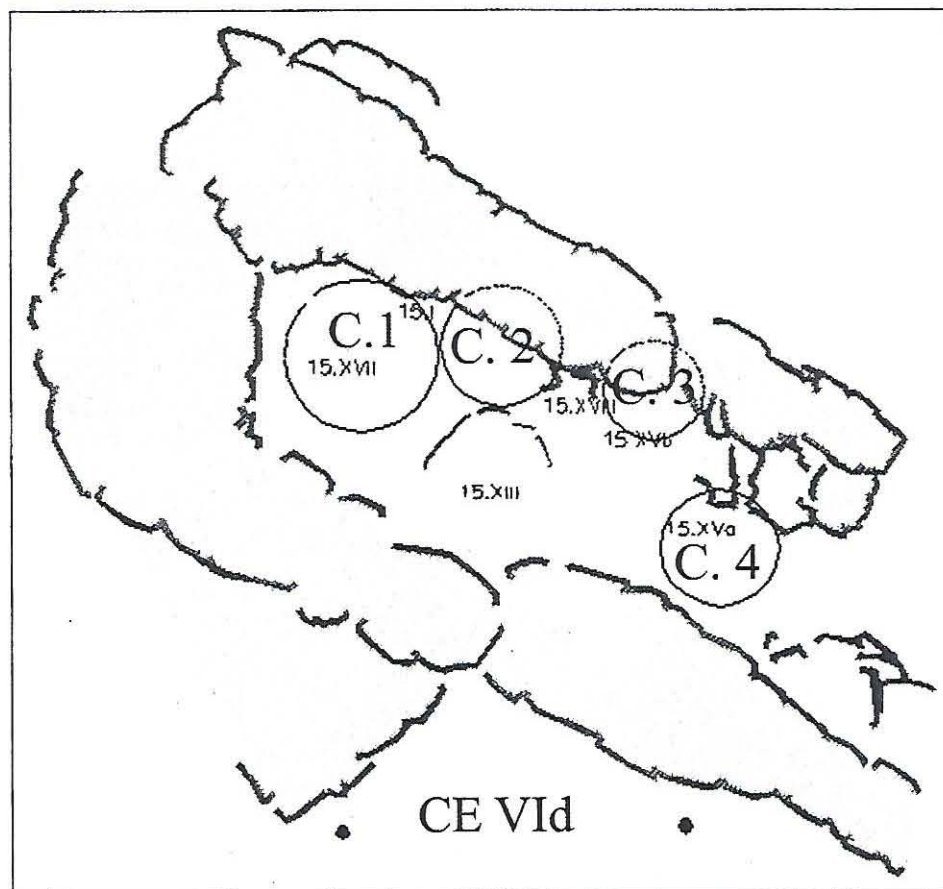 15.I
C.1
C. 2
15.XVII
C. 3
15.XVIII
15.XVb
15.XIII
15.XVa
C. 4
CE VId